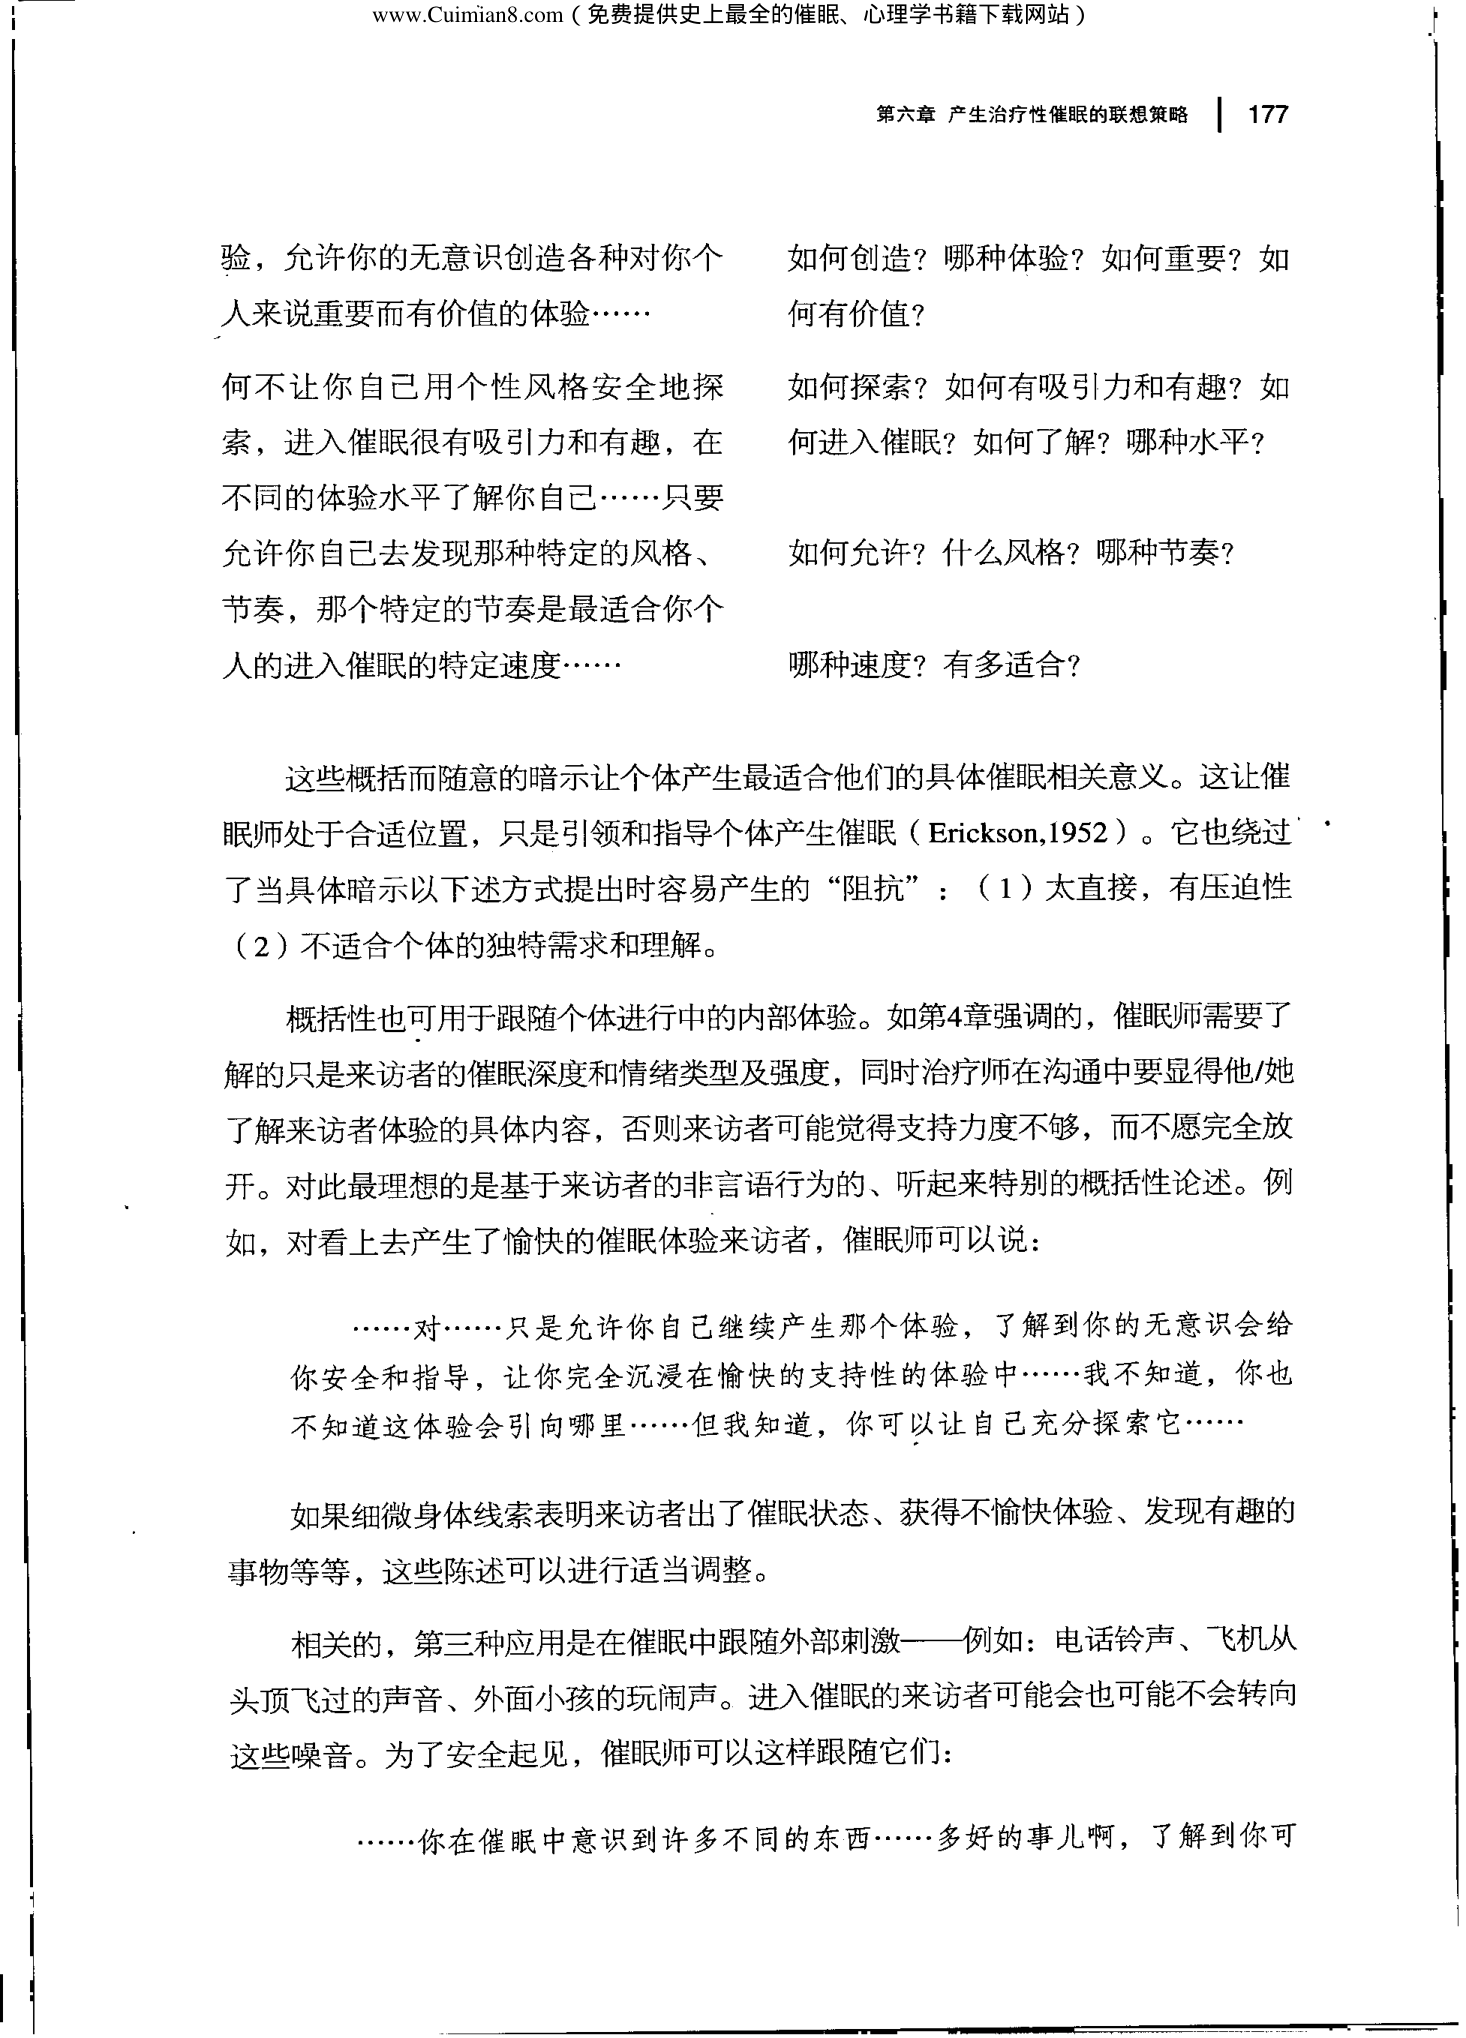 www.Cuimian8.com（免费提供史上最全的催眠、心理学书籍下载网站）
第六章 产生治疗性催眠的联想策略 | 177
验，允许你的无意识创造各种对你个 如何创造？哪种体验？如何重要？如
人来说重要而有价值的体验…… 何有价值？
何不让你自己用个性风格安全地探 如何探索？如何有吸引力和有趣？如
索，进入催眠很有吸引力和有趣，在 何进入催眠？如何了解？哪种水平？
不同的体验水平了解你自己……只要
允许你自己去发现那种特定的风格、 如何允许？什么风格？哪种节奏？
节奏，那个特定的节奏是最适合你个
人的进入催眠的特定速度…… 哪种速度？有多适合？
这些概括而随意的暗示让个体产生最适合他们的具体催眠相关意义。这让催
眠师处于合适位置，只是引领和指导个体产生催眠（Erickson,1952）。它也绕过
了当具体暗示以下述方式提出时容易产生的“阻抗”：（1）太直接，有压迫性
（2）不适合个体的独特需求和理解。
概括性也可用于跟随个体进行中的内部体验。如第4章强调的，催眠师需要了
解的只是来访者的催眠深度和情绪类型及强度，同时治疗师在沟通中要显得他/她
了解来访者体验的具体内容，否则来访者可能觉得支持力度不够，而不愿完全放
开。对此最理想的是基于来访者的非言语行为的、听起来特别的概括性论述。例
如，对看上去产生了愉快的催眠体验来访者，催眠师可以说：
……对……只是允许你自己继续产生那个体验，了解到你的无意识会给
你安全和指导，让你完全沉浸在愉快的支持性的体验中……我不知道，你也
不知道这体验会引向哪里……但我知道，你可以让自己充分探索它……
如果细微身体线索表明来访者出了催眠状态、获得不愉快体验、发现有趣的
事物等等，这些陈述可以进行适当调整。
相关的，第三种应用是在催眠中跟随外部刺激——例如：电话铃声、飞机从
头顶飞过的声音、外面小孩的玩闹声。进入催眠的来访者可能会也可能不会转向
这些噪音。为了安全起见，催眠师可以这样跟随它们：
……你在催眠中意识到许多不同的东西……多好的事儿啊，了解到你可